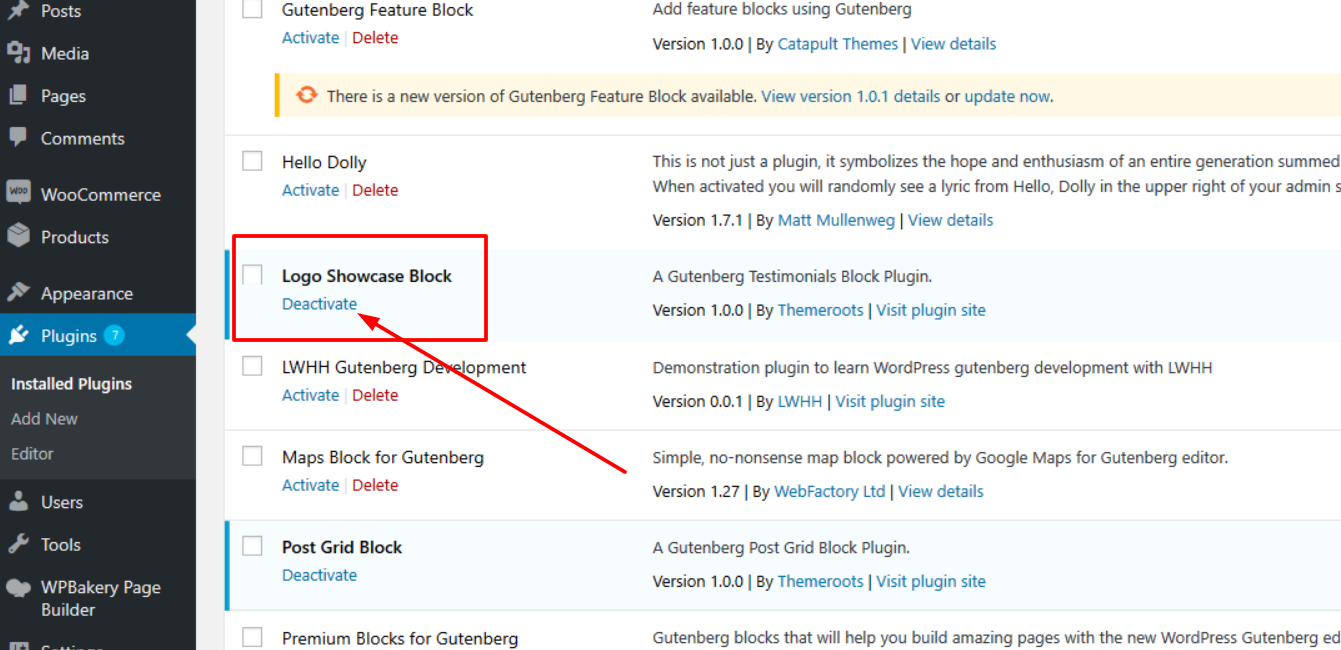 Posts
Media
Pages
Comments
WOO
WooCommerce
Products
Appearance
Plugins 7
Installed Plugins
Add New
Editor
Users
Tools
WPBakery Page
Builder
Gutenberg Feature Block
Activate | Delete
Add feature blocks using Gutenberg
Version 1.0.0 | By Catapult Themes | View details
There is a new version of Gutenberg Feature Block available. View version 1.0.1 details or update now.
Hello Dolly
Activate | Delete
This is not just a plugin, it symbolizes the hope and enthusiasm of an entire generation summed
When activated you will randomly see a lyric from Hello, Dolly in the upper right of your admin s
Version 1.7.1 | By Matt Mullenweg | View details
Logo Showcase Block
Deactivate
A Gutenberg Testimonials Block Plugin.
Version 1.0.0 | By Themeroots | Visit plugin site
LWHH Gutenberg Development
Activate | Delete
Demonstration plugin to learn WordPress gutenberg development with LWHH
Version 0.0.1 | By LWHH | Visit plugin site
Maps Block for Gutenberg
Activate | Delete
Simple, no-nonsense map block powered by Google Maps for Gutenberg editor.
Version 1.27 | By WebFactory Ltd | View details
Post Grid Block
Deactivate
A Gutenberg Post Grid Block Plugin.
Version 1.0.0 | By Themeroots | Visit plugin site
Premium Blocks for Gutenberg
Gutenberg blocks that will help you build amazing pages with the new WordPress Gutenberg ed